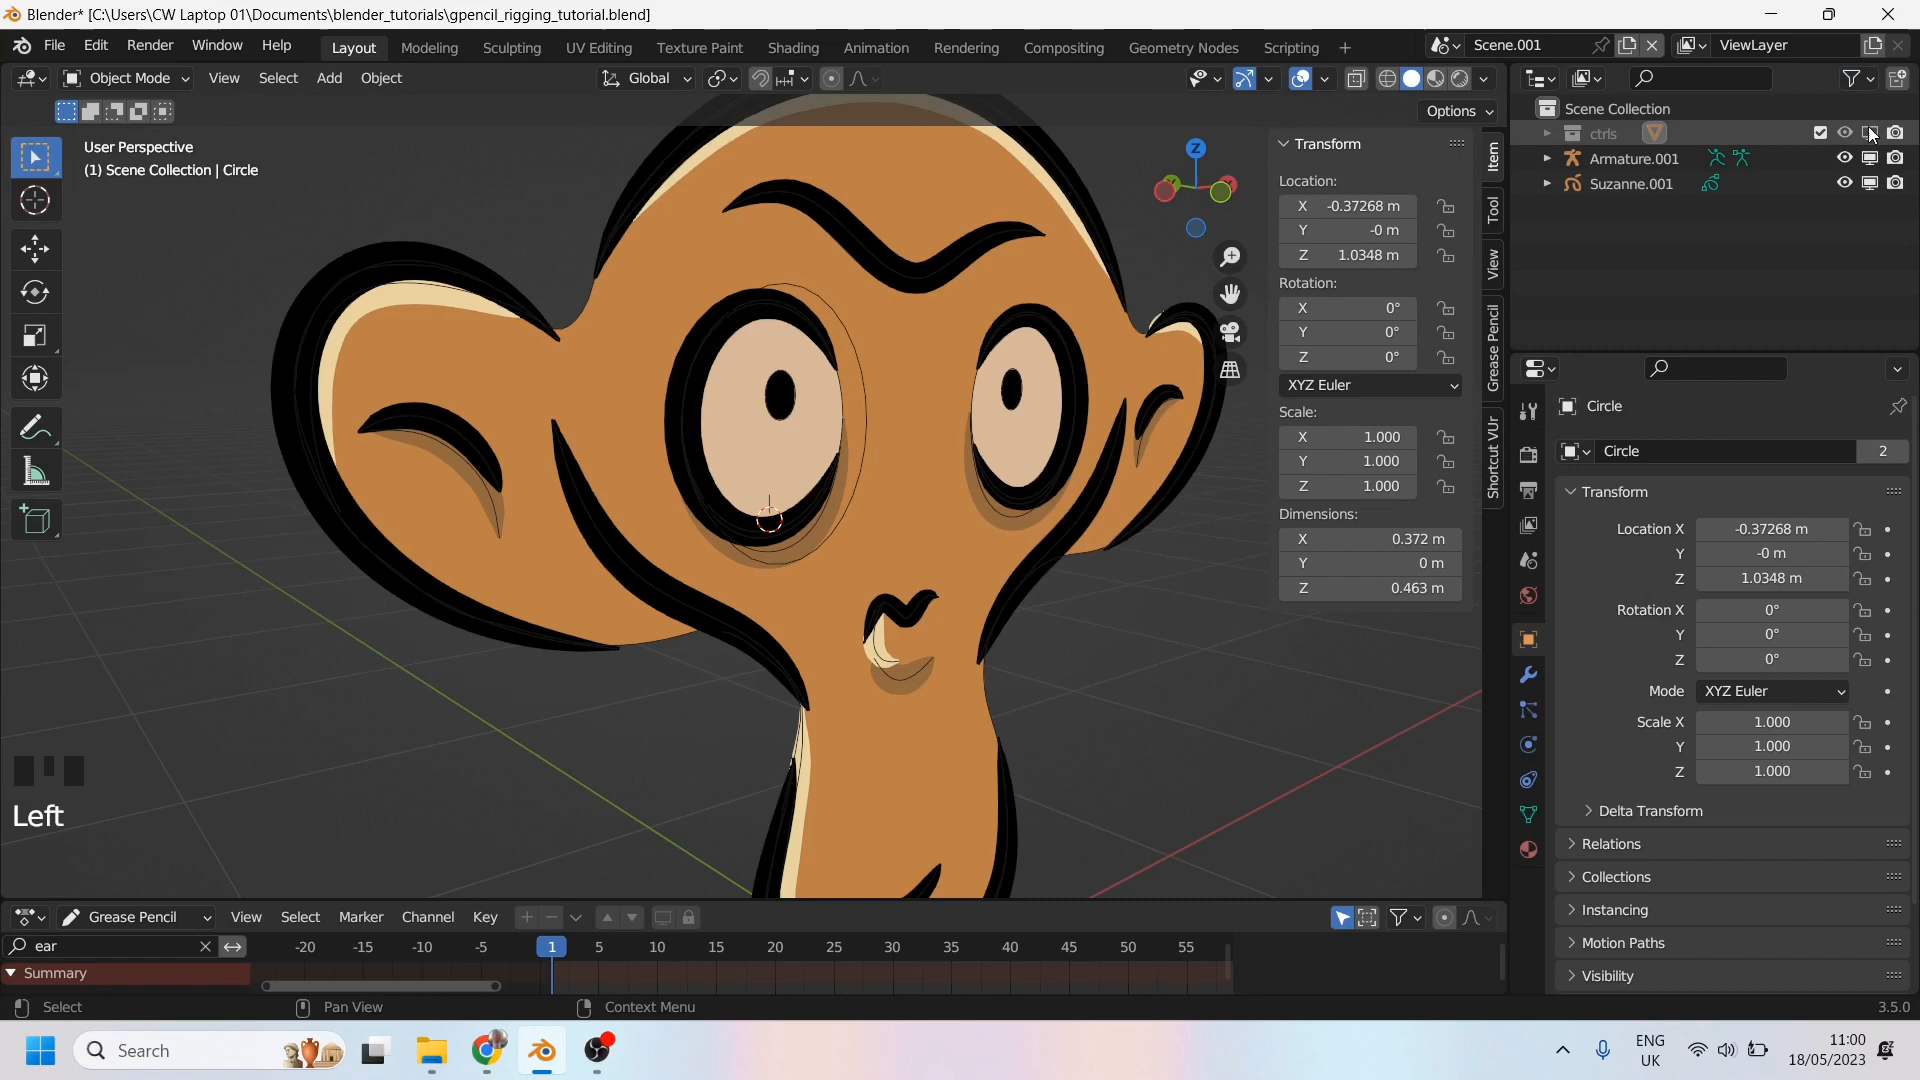 Blender* [C:\Users\CW Laptop 01\Documents\blender_tutorials\gpencil_rigging_tutorial.blend]
File Edit Render Window Help Layout Modeling Sculpting UV Editing Texture Paint Shading Animation Rendering Compositing Geometry Nodes Scripting + Scene.001 ViewLayer
Object Mode View Select Add Object Global
Options
User Perspective
(1) Scene Collection | Circle
Transform
Location:
X -0.37268 m
Y -0 m
Z 1.0348 m
Rotation:
X 0°
Y 0°
Z 0°
XYZ Euler
Scale:
X 1.000
Y 1.000
Z 1.000
Dimensions:
X 0.372 m
Y 0 m
Z 0.463 m
Item
Tool
View
Grease Pencil
Shortcut VUr
Z
Left
Scene Collection
ctrls
Armature.001
Suzanne.001
Circle
Circle 2
Transform
Location X -0.37268 m
Y -0 m
Z 1.0348 m
Rotation X 0°
Y 0°
Z 0°
Mode XYZ Euler
Scale X 1.000
Y 1.000
Z 1.000
Delta Transform
Relations
Collections
Instancing
Motion Paths
Visibility
Grease Pencil View Select Marker Channel Key
ear -20 -15 -10 -5 1 5 10 15 20 25 30 35 40 45 50 55
Summary
Select Pan View Context Menu 3.5.0
Search
ENG
UK
11:00
18/05/2023